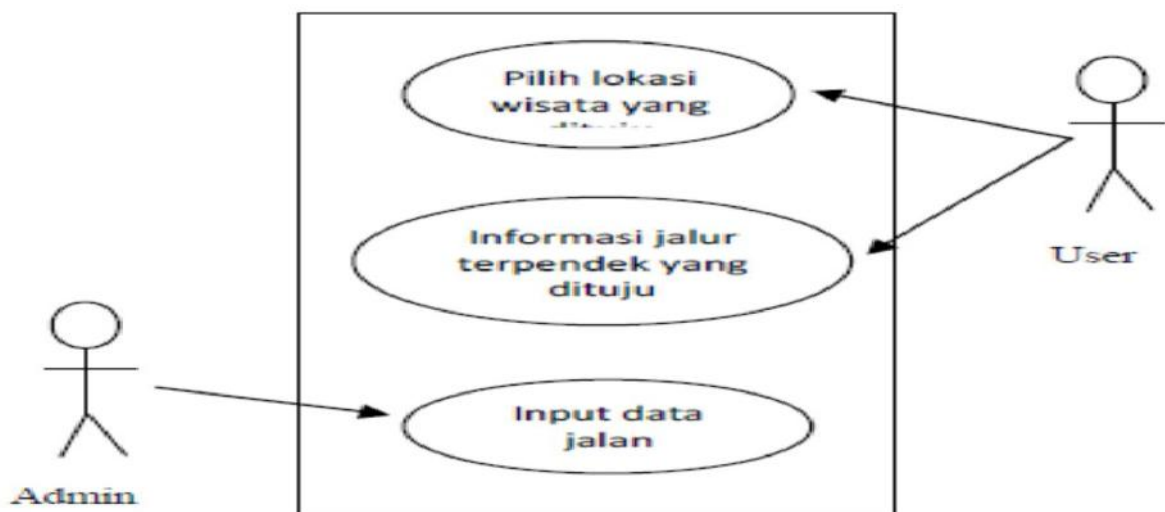 Pilih lokasi
wisata yang
Informasi jalur
terpendek yang
dituju
User
Input data
jalan
Admin